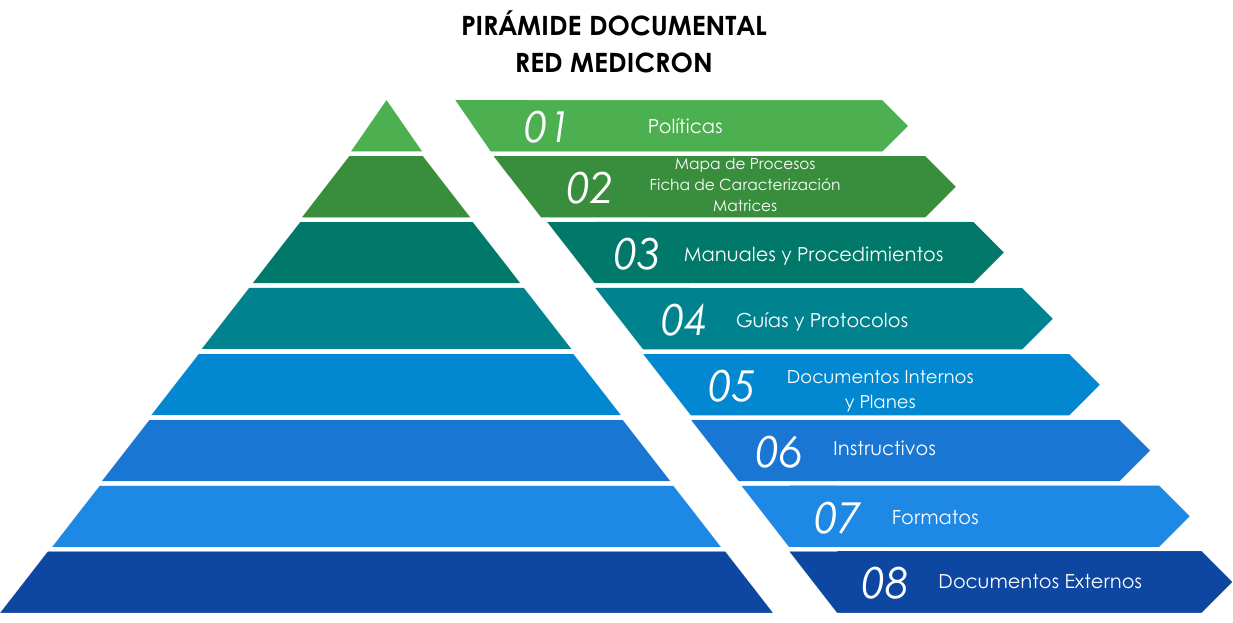 PIRÁMIDE DOCUMENTAL
RED MEDICRON
01 Políticas
02 Mapa de Procesos
Ficha de Caracterización
Matrices
03 Manuales y Procedimientos
04 Guías y Protocolos
05 Documentos Internos
y Planes
06 Instructivos
07 Formatos
08 Documentos Externos